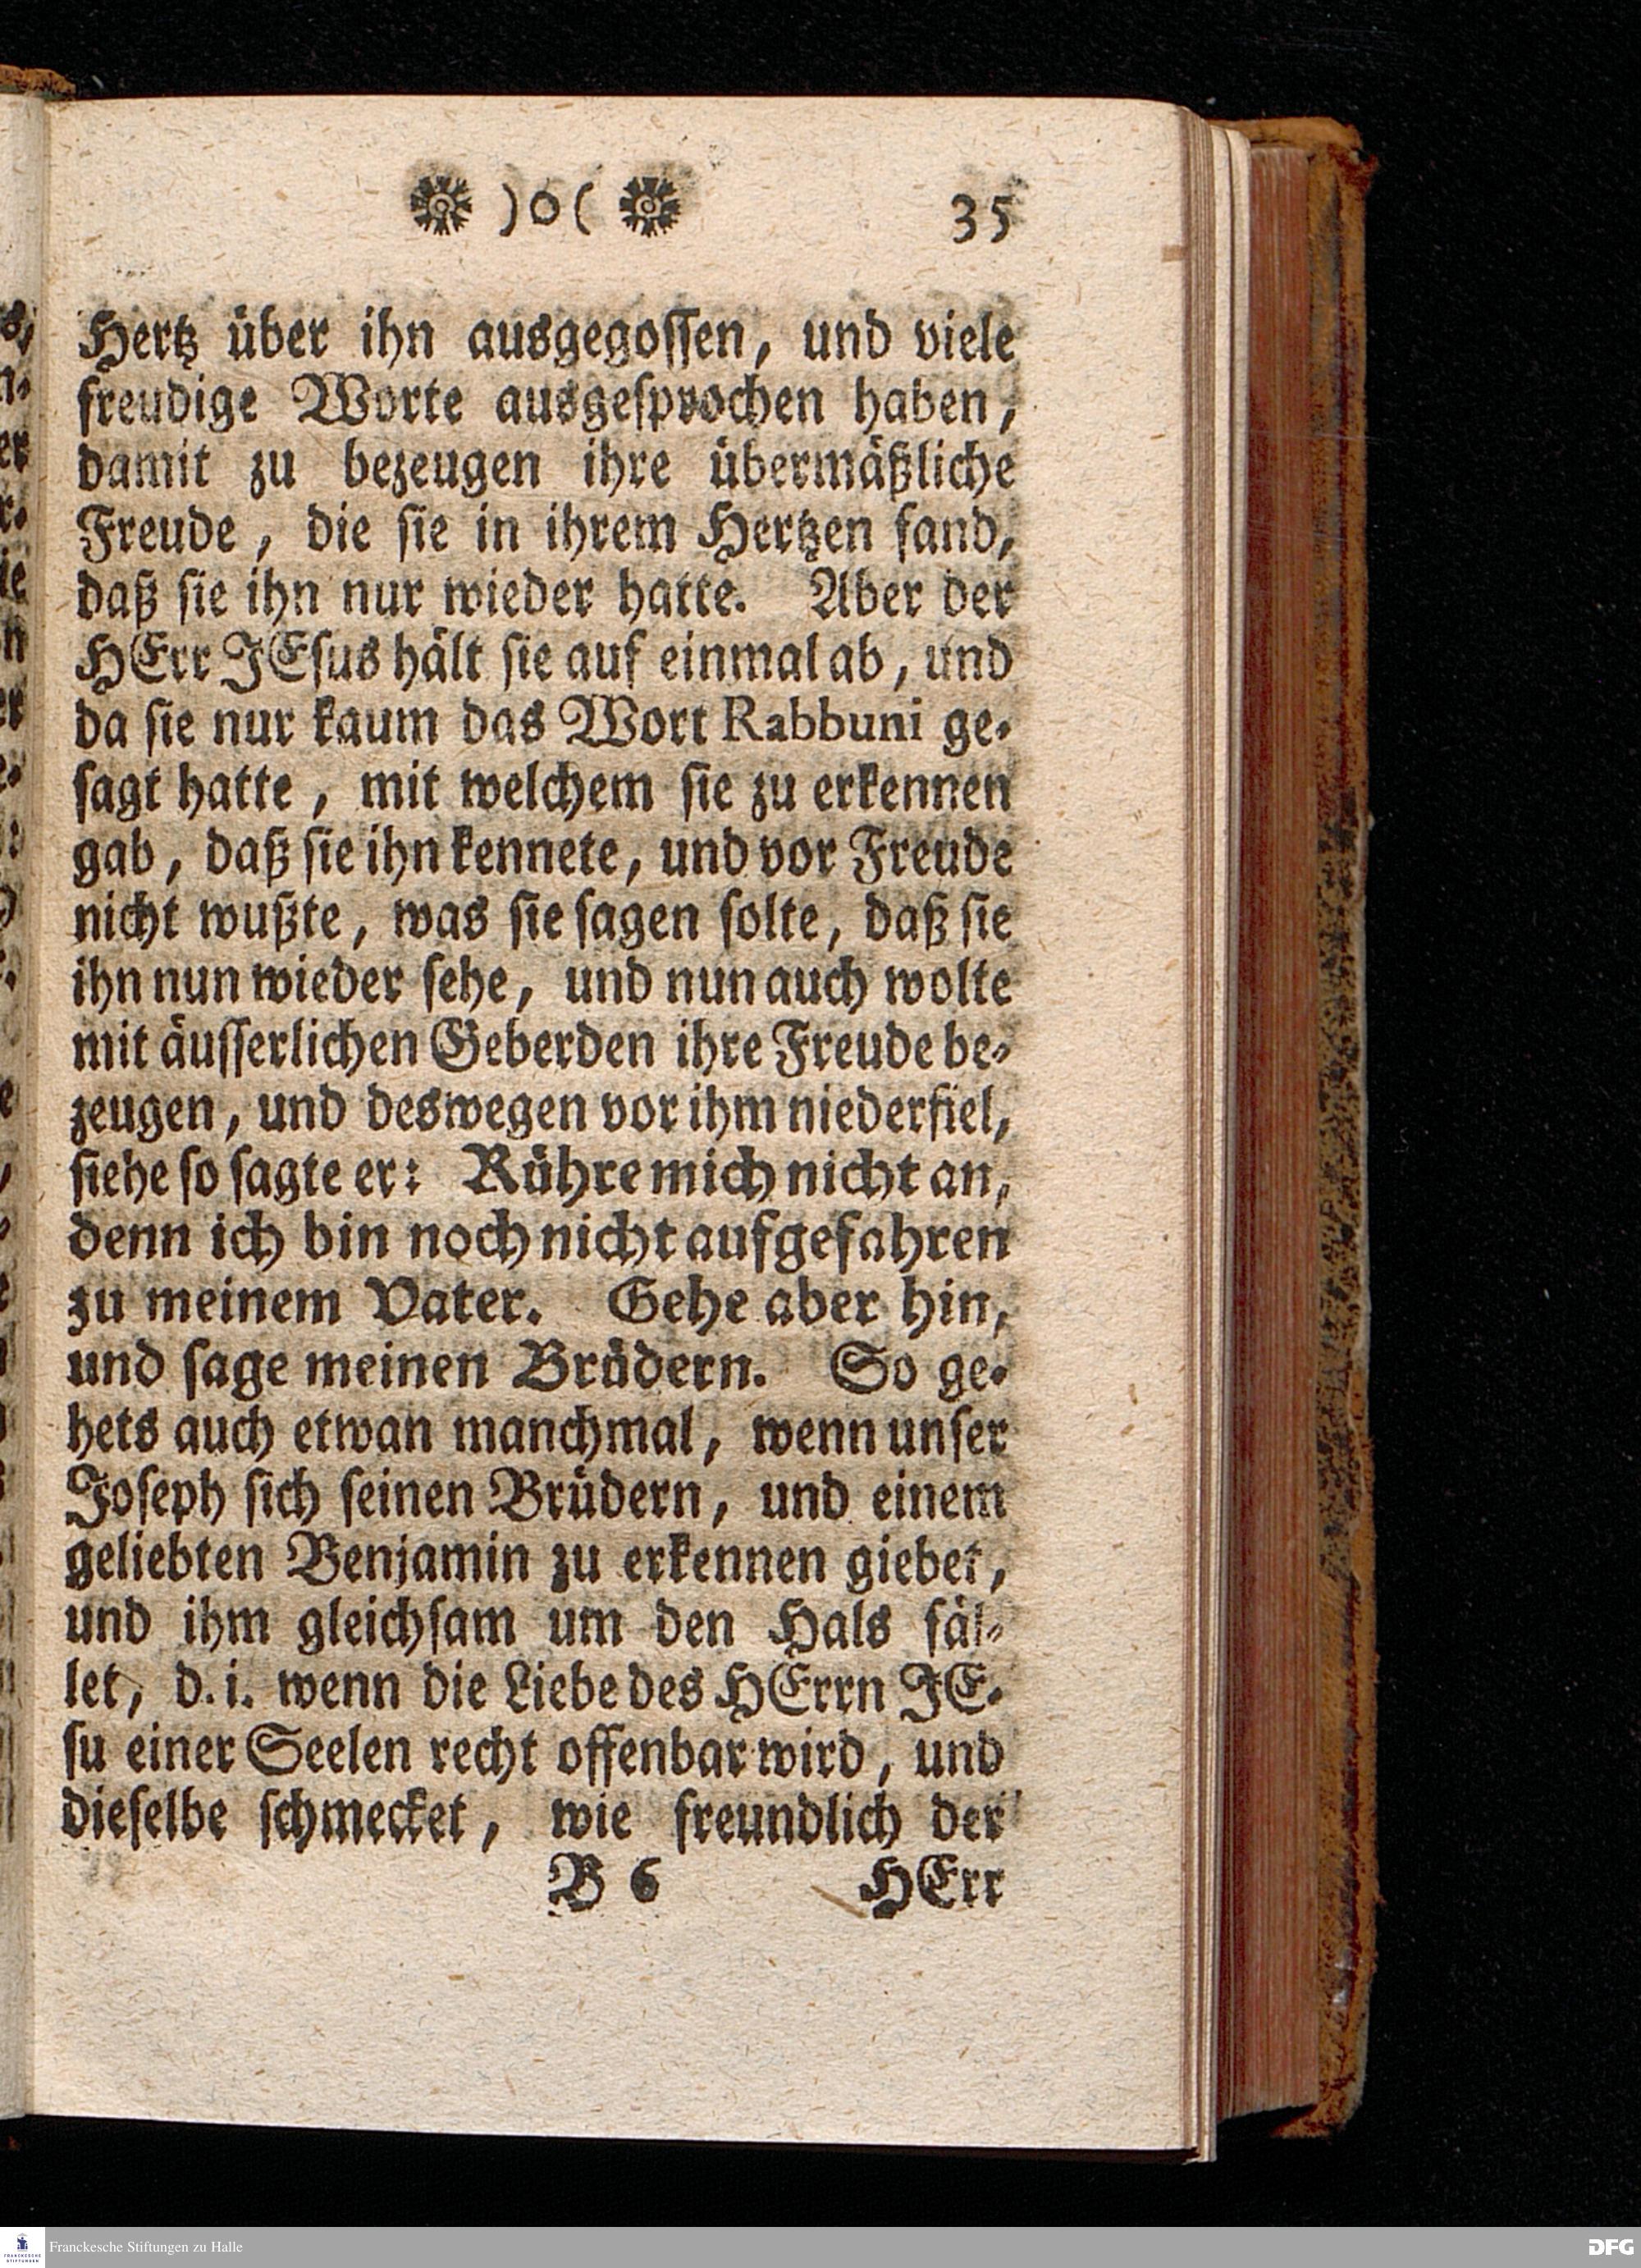 )o( 35
Hertz über ihn ausgegossen, und viele
freudige Worte ausgesprochen haben,
damit zu bezeugen ihre übermäßliche
Freude, die sie in ihrem Hertzen fand,
daß sie ihn nur wieder hatte. Aber der
HErr JEsus hält sie auf einmal ab, und
da sie nur kaum das Wort Rabbuni ge-
sagt hatte, mit welchem sie zu erkennen
gab, daß sie ihn kennete, und vor Freude
nicht wußte, was sie sagen solte, daß sie
ihn nun wieder sehe, und nun auch wolte
mit äusserlichen Geberden ihre Freude be-
zeugen, und deswegen vor ihm niederfiel,
siehe so sagte er: Rühre mich nicht an,
denn ich bin noch nicht aufgefahren
zu meinem Vater. Gehe aber hin,
und sage meinen Brüdern. So ge-
hets auch etwan manchmal, wenn unser
Joseph sich seinen Brüdern, und einem
geliebten Benjamin zu erkennen giebet,
und ihm gleichsam um den Hals fäl-
let, d. i. wenn die Liebe des HErrn JE-
su einer Seelen recht offenbar wird, und
dieselbe schmecket, wie freundlich der
B 6 HErr
Franckesche Stiftungen zu Halle
DFG